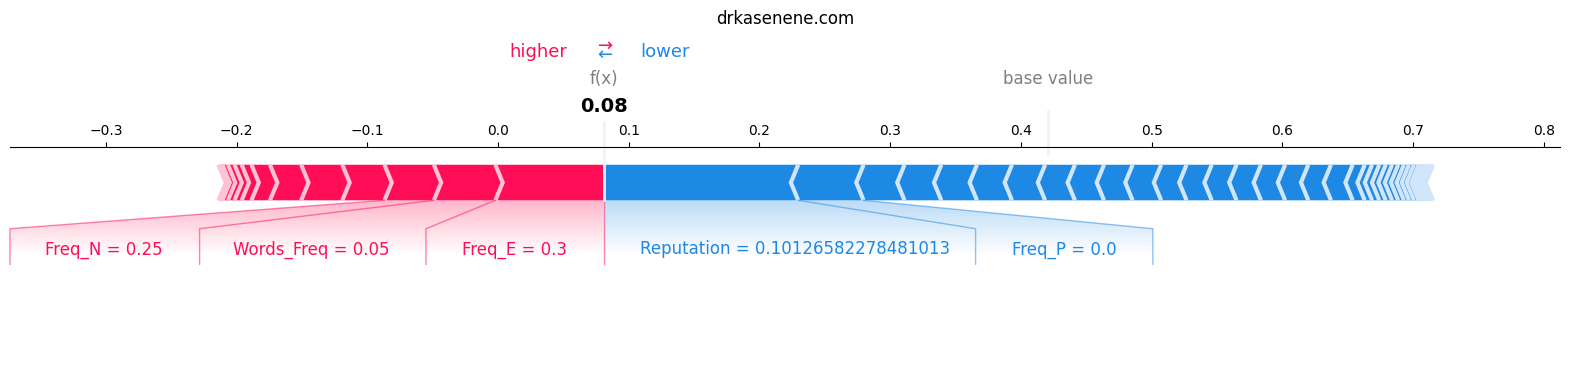 drkasenene.com
higher ⇄ lower
f(x) base value
0.08
−0.3 −0.2 −0.1 0.0 0.1 0.2 0.3 0.4 0.5 0.6 0.7 0.8
Freq_N = 0.25 Words_Freq = 0.05 Freq_E = 0.3 Reputation = 0.10126582278481013 Freq_P = 0.0